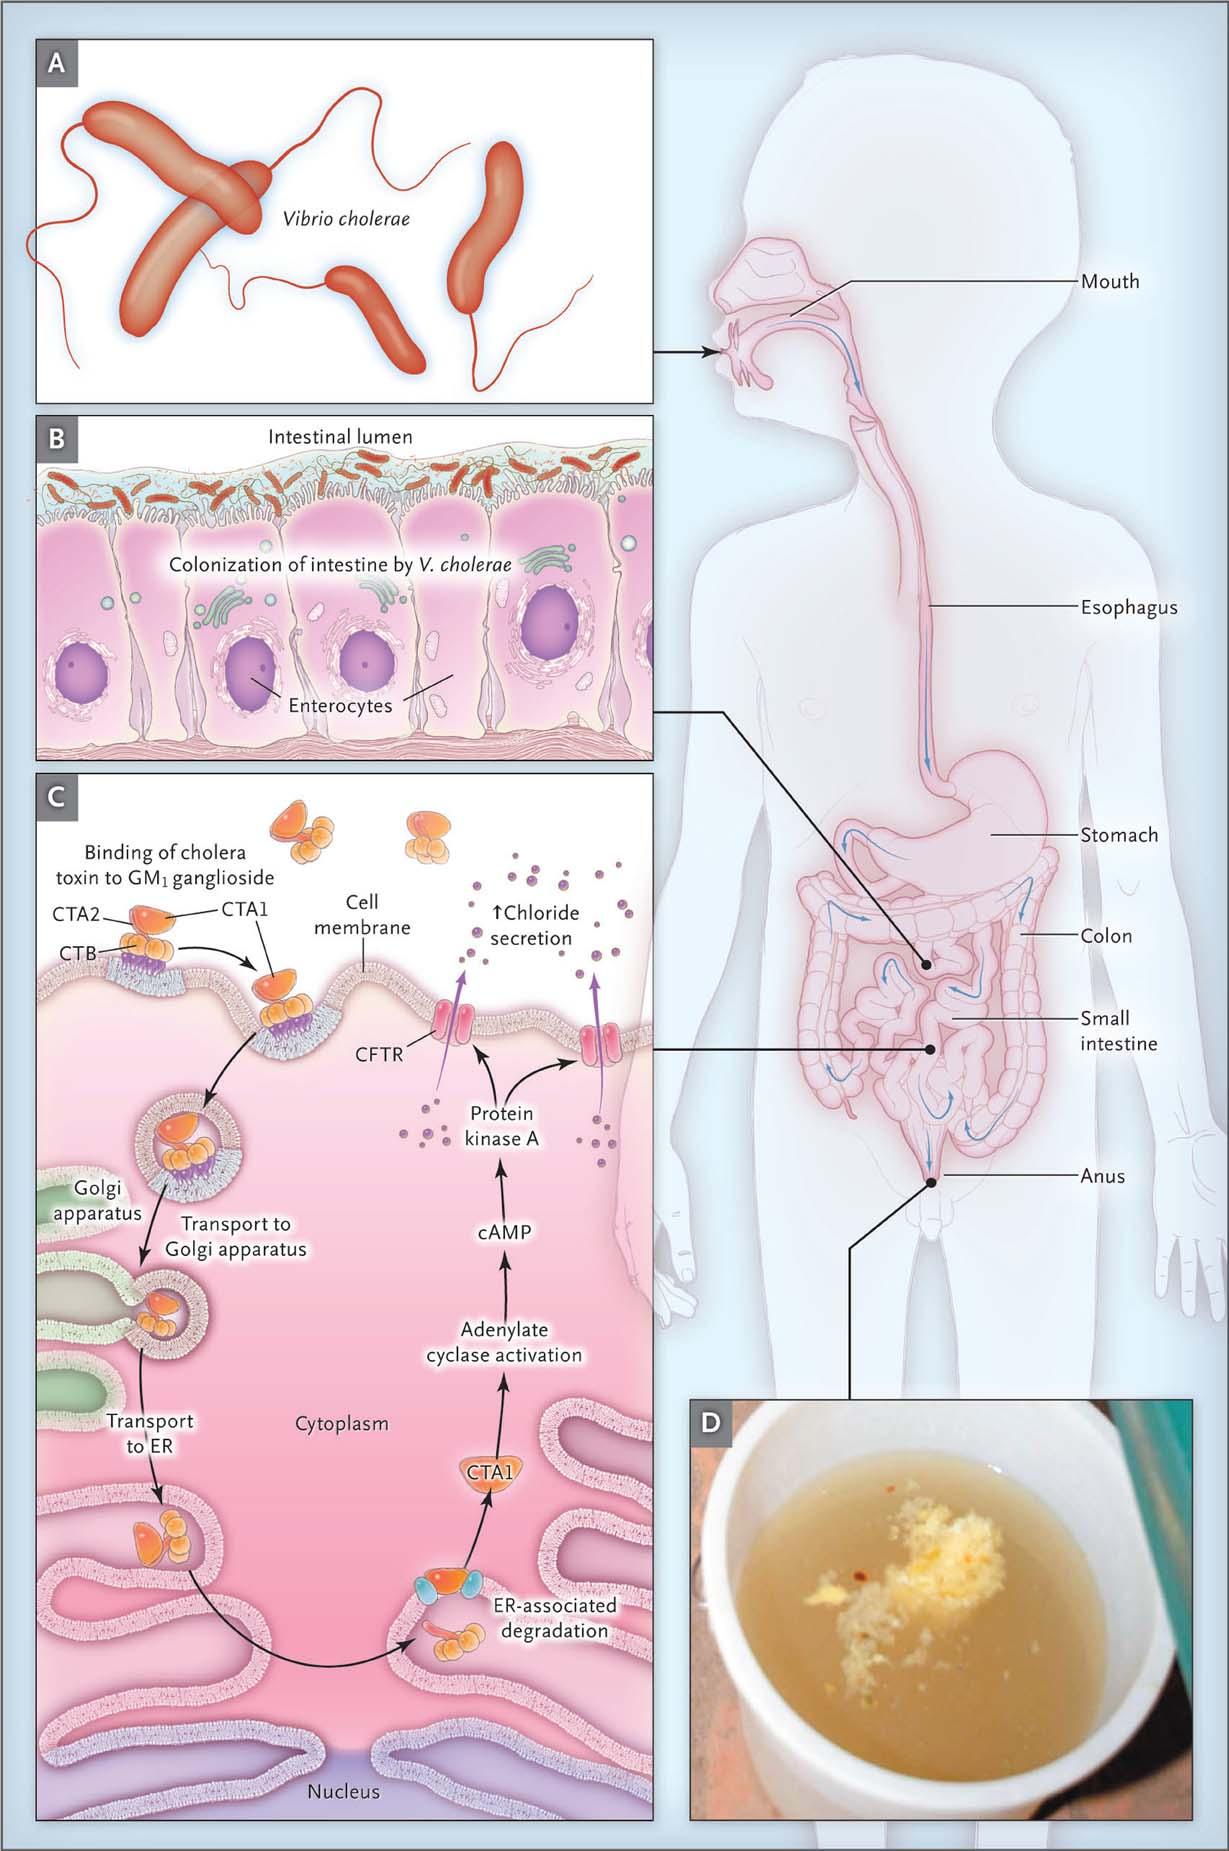 A
Vibrio cholerae
B
Intestinal lumen
Colonization of intestine by V. cholerae
Enterocytes
C
Binding of cholera
toxin to GM1 ganglioside
CTA2
CTA1
CTB
Cell
membrane
↑Chloride
secretion
CFTR
Protein
kinase A
Golgi
apparatus
Transport to
Golgi apparatus
cAMP
Adenylate
cyclase activation
Transport
to ER
Cytoplasm
CTA1
ER-associated
degradation
Nucleus
Mouth
Esophagus
Stomach
Colon
Small
intestine
Anus
D